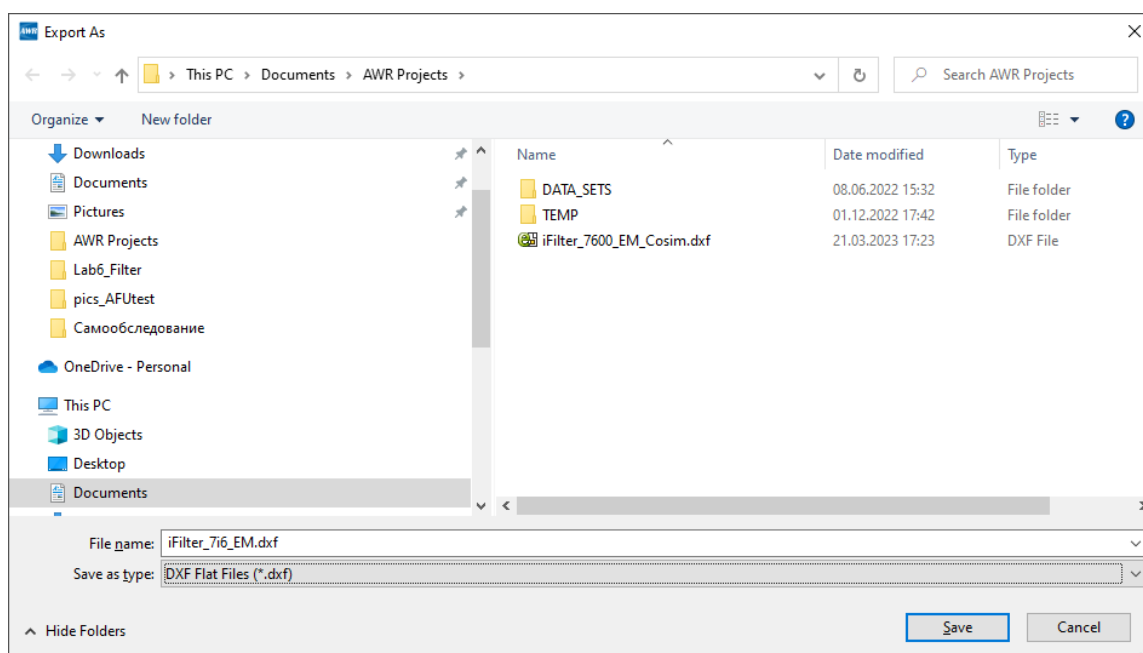 AWR Export As
This PC > Documents > AWR Projects >
Search AWR Projects
Organize
New folder
Downloads
Documents
Pictures
AWR Projects
Lab6_Filter
pics_AFUtest
Самообследование
OneDrive - Personal
This PC
3D Objects
Desktop
Documents
Name Date modified Type
DATA_SETS 08.06.2022 15:32 File folder
TEMP 01.12.2022 17:42 File folder
iFilter_7600_EM_Cosim.dxf 21.03.2023 17:23 DXF File
File name: iFilter_7i6_EM.dxf
Save as type: DXF Flat Files (*.dxf)
Hide Folders
Save
Cancel